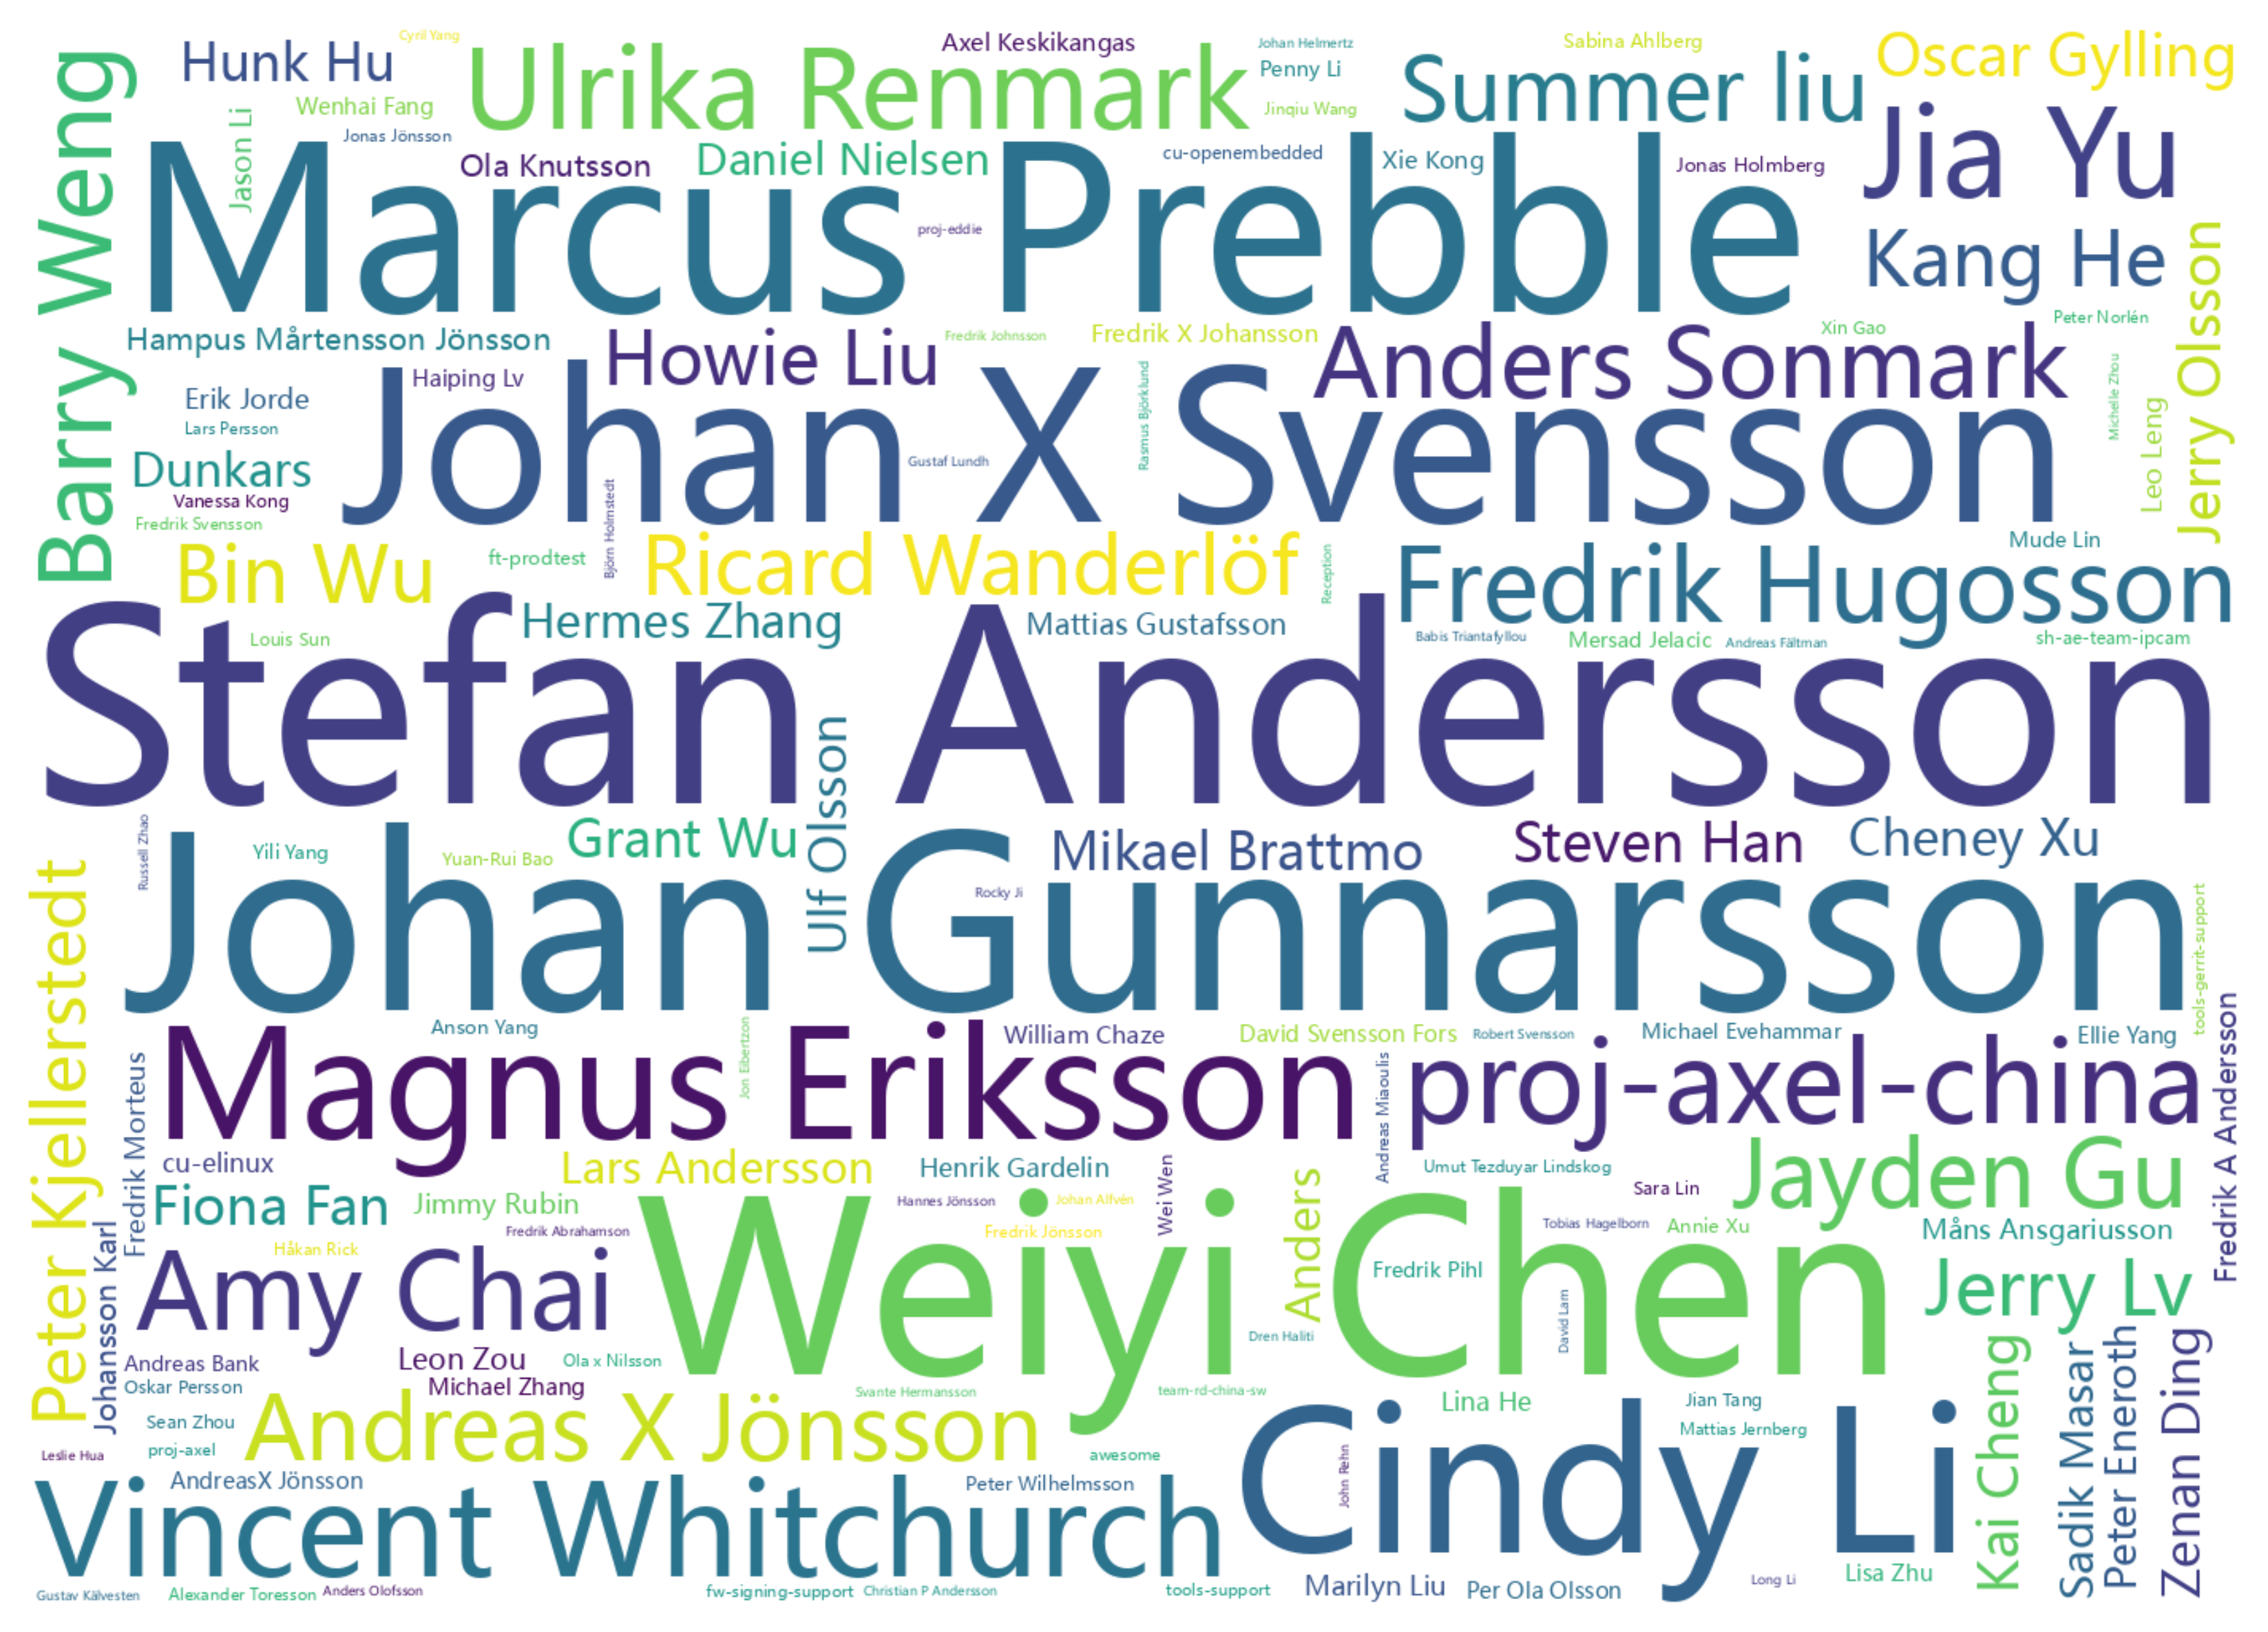 Cyril Yang
Hunk Hu
Ulrika Renmark
Axel Keskikangas
Johan Helmertz
Penny Li
Sabina Ahlberg
Oscar Gylling
Summer liu
Barry Weng
Wenhai Fang
Jason Li
Jinqiu Wang
Jonas Jönsson
Ola Knutsson
Daniel Nielsen
cu-openembedded
Xie Kong
Jonas Holmberg
Jia Yu
Marcus Prebble
proj-eddie
Kang He
Jerry Olsson
Peter Norlén
Hampus Mårtensson Jönsson
Howie Liu
Fredrik Johnsson
Fredrik X Johansson
Xin Gao
Anders Sonmark
Haiping Lv
Erik Jorde
Lars Persson
Rasmus Björklund
Michelle Zhou
Leo Leng
Johan X Svensson
Gustaf Lundh
Dunkars
Vanessa Kong
Fredrik Svensson
Björn Holmstedt
Bin Wu
ft-prodtest
Ricard Wanderlöf
Reception
Mude Lin
Fredrik Hugosson
Hermes Zhang
Mattias Gustafsson
Louis Sun
Babis Triantafyllou
Mersad Jelacic
Andreas Fältman
sh-ae-team-ipcam
Stefan Andersson
Ulf Olsson
Russell Zhao
Yili Yang
Yuan-Rui Bao
Grant Wu
Mikael Brattmo
Steven Han
Cheney Xu
Rocky Ji
Johan Gunnarsson
Peter Kjellerstedt
tools-gerrit-support
Anson Yang
Jon Eibertzon
William Chaze
David Svensson Fors
Robert Svensson
Michael Evehammar
Ellie Yang
Fredrik A Andersson
Fredrik Morteus
Magnus Eriksson
Andreas Miaoulis
proj-axel-china
cu-elinux
Lars Andersson
Henrik Gardelin
Wei Wen
Anders
Umut Tezduyar Lindskog
Sara Lin
Jayden Gu
Fiona Fan
Jimmy Rubin
Hannes Jönsson
Johan Alfvén
Fredrik Abrahamson
Fredrik Jönsson
Tobias Hagelborn
Annie Xu
Måns Ansgariusson
Johansson Karl
Håkan Rick
Amy Chai
Weiyi Chen
Fredrik Pihl
David Lam
Jerry Lv
Dren Haliti
Andreas Bank
Leon Zou
Ola x Nilsson
Oskar Persson
Michael Zhang
Svante Hermansson
team-rd-china-sw
Lina He
Jian Tang
Kai Cheng
Sadik Masar
Peter Eneroth
Zenan Ding
Sean Zhou
Andreas X Jönsson
Mattias Jernberg
proj-axel
Leslie Hua
awesome
John Rehn
Cindy Li
AndreasX Jönsson
Peter Wilhelmsson
Vincent Whitchurch
Marilyn Liu
Per Ola Olsson
Long Li
Lisa Zhu
Gustav Kälvesten
Alexander Toresson
Anders Olofsson
fw-signing-support
Christian P Andersson
tools-support